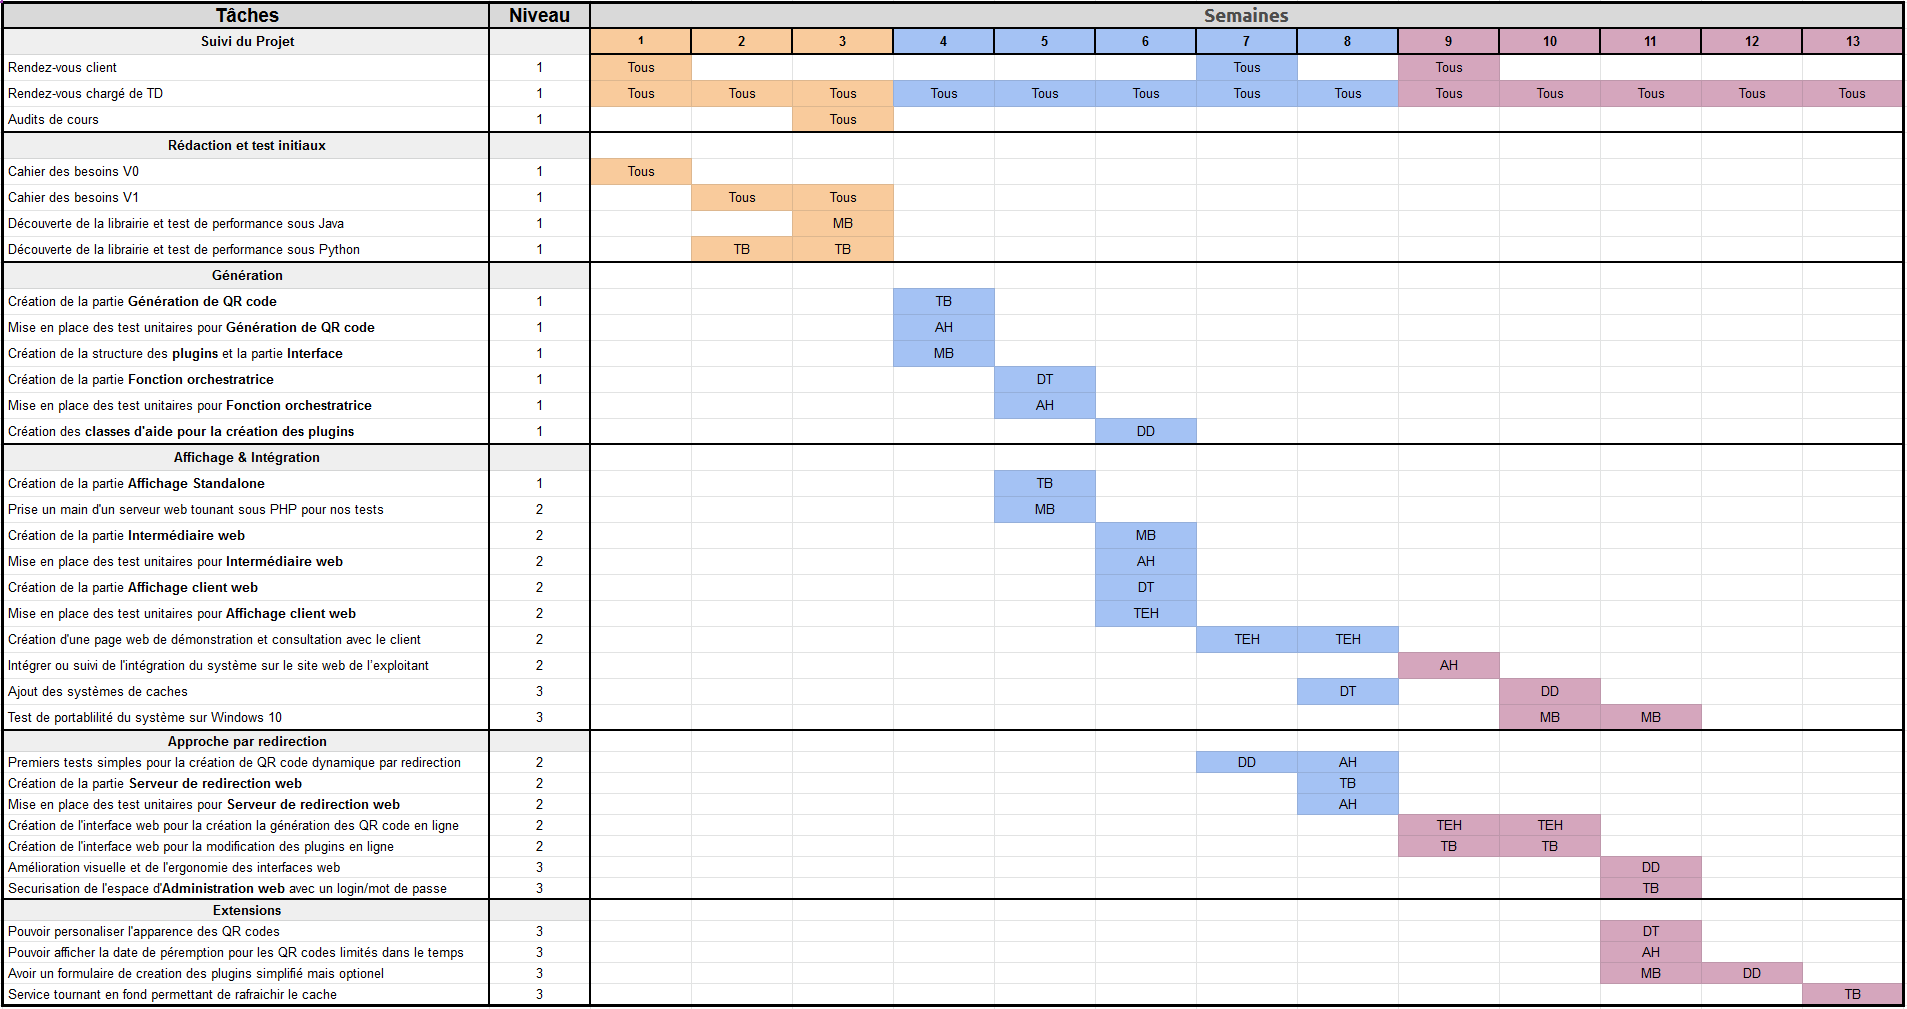 Tâches Niveau Semaines
Suivi du Projet 1 2 3 4 5 6 7 8 9 10 11 12 13
Rendez-vous client 1 Tous Tous Tous
Rendez-vous chargé de TD 1 Tous Tous Tous Tous Tous Tous Tous Tous Tous Tous Tous Tous Tous
Audits de cours 1 Tous
Rédaction et test initiaux
Cahier des besoins V0 1 Tous
Cahier des besoins V1 1 Tous Tous
Découverte de la librairie et test de performance sous Java 1 MB
Découverte de la librairie et test de performance sous Python 1 TB TB
Génération
Création de la partie Génération de QR code 1 TB
Mise en place des test unitaires pour Génération de QR code 1 AH
Création de la structure des plugins et la partie Interface 1 MB
Création de la partie Fonction orchestratrice 1 DT
Mise en place des test unitaires pour Fonction orchestratrice 1 AH
Création des classes d'aide pour la création des plugins 1 DD
Affichage & Intégration
Création de la partie Affichage Standalone 1 TB
Prise un main d'un serveur web tounant sous PHP pour nos tests 2 MB
Création de la partie Intermédiaire web 2 MB
Mise en place des test unitaires pour Intermédiaire web 2 AH
Création de la partie Affichage client web 2 DT
Mise en place des test unitaires pour Affichage client web 2 TEH
Création d'une page web de démonstration et consultation avec le client 2 TEH TEH
Intégrer ou suivi de l'intégration du système sur le site web de l'exploitant 2 AH
Ajout des systèmes de caches 3 DT DD
Test de portablilité du système sur Windows 10 3 MB MB
Approche par redirection
Premiers tests simples pour la création de QR code dynamique par redirection 2 DD AH
Création de la partie Serveur de redirection web 2 TB
Mise en place des test unitaires pour Serveur de redirection web 2 AH
Création de l'interface web pour la création la génération des QR code en ligne 2 TEH TEH
Création de l'interface web pour la modification des plugins en ligne 2 TB TB
Amélioration visuelle et de l'ergonomie des interfaces web 3 DD
Securisation de l'espace d'Administration web avec un login/mot de passe 3 TB
Extensions
Pouvoir personaliser l'apparence des QR codes 3 DT
Pouvoir afficher la date de péremption pour les QR codes limités dans le temps 3 AH
Avoir un formulaire de creation des plugins simplifié mais optionel 3 MB DD
Service tournant en fond permettant de rafraichir le cache 3 TB